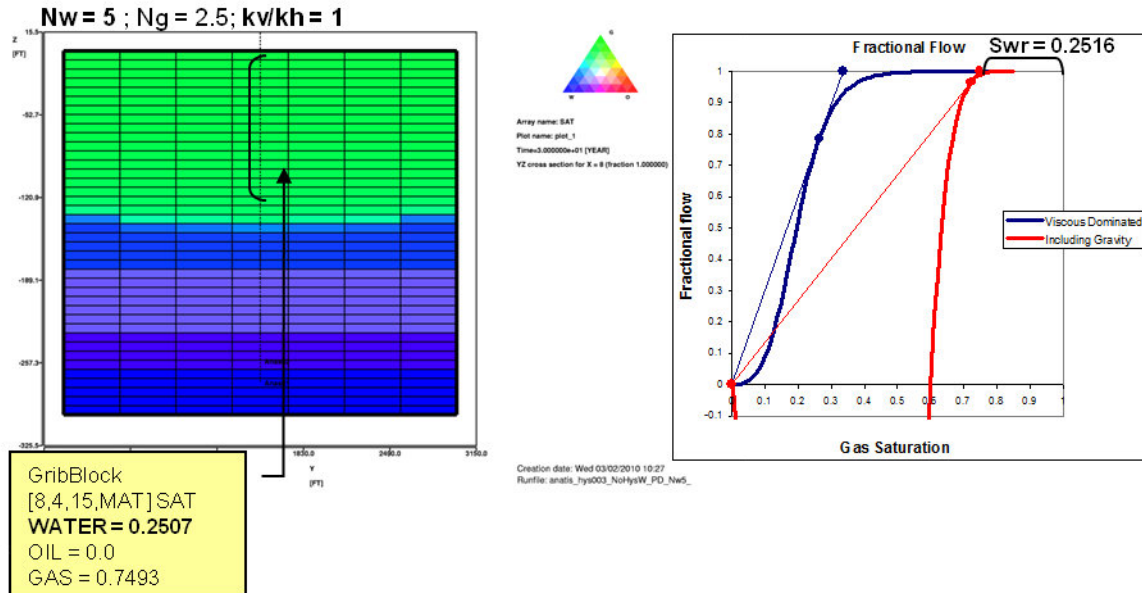 Nw = 5 ; Ng = 2.5; kv/kh = 1
15.5
Z
[FT]
-52.7
-120.9
-189.1
-257.3
-325.5
1830.0
2490.0
3150.0
Y
[FT]
G
W
O
Array name: SAT
Plot name: plot_1
Time=3.000000e+01 [YEAR]
YZ cross section for X = 8 (fraction 1.000000)
Creation date: Wed 03/02/2010 10:27
Runfile: anatis_hys003_NoHysW_PD_Nw5_
GribBlock
[8,4,15,MAT] SAT
WATER = 0.2507
OIL = 0.0
GAS = 0.7493
Fractional Flow
Swr = 0.2516
Fractional flow
1
0.9
0.8
0.7
0.6
0.5
0.4
0.3
0.2
0.1
0
-0.1
0
0.1
0.2
0.3
0.4
0.5
0.6
0.7
0.8
0.9
1
Gas Saturation
Viscous Dominated
Including Gravity